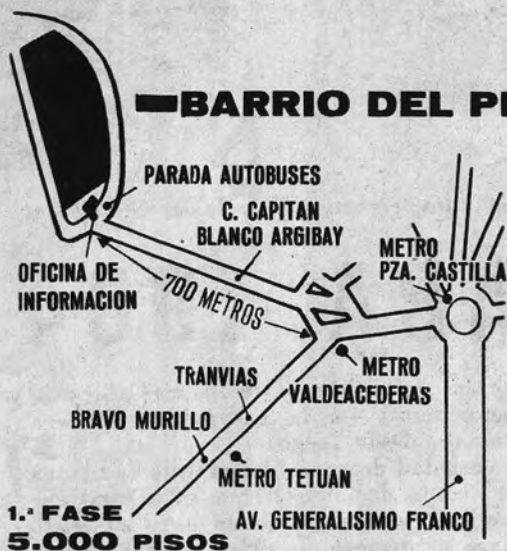 BARRIO DEL
PARADA AUTOBUSES
C. CAPITAN
BLANCO ARGIBAY
METRO
PZA. CASTILLA
OFICINA DE
INFORMACION
700 METROS
METRO
VALDEACEDERAS
TRANVIAS
BRAVO MURILLO
METRO TETUAN
AV. GENERALISIMO FRANCO
1.ª FASE
5.000 PISOS